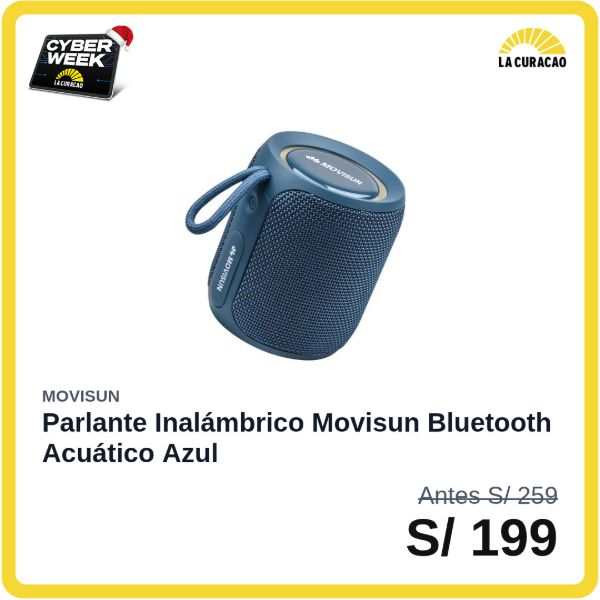 CYBER
WEEK
LA CURACAO
LA CURACAO
MOVISUN
MOVISUN
MOVISUN
Parlante Inalámbrico Movisun Bluetooth
Acuático Azul
Antes S/ 259
S/ 199